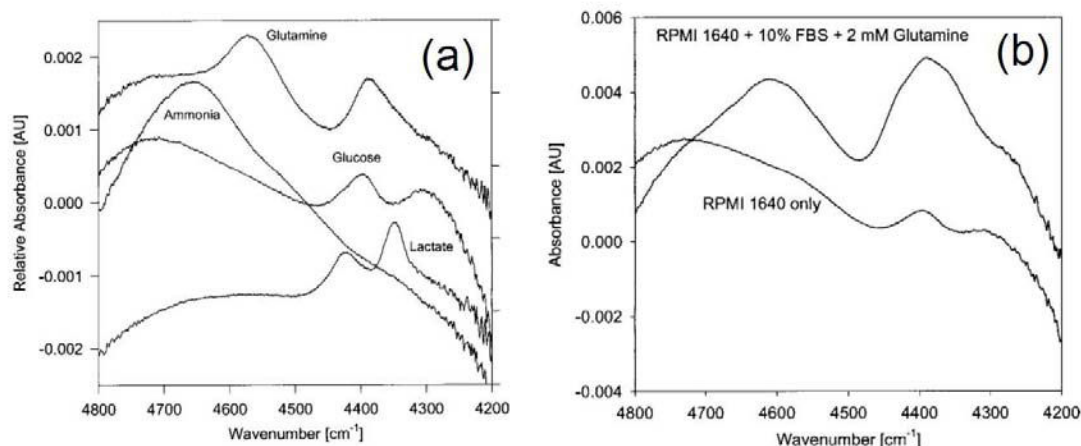 (a)
Glutamine
Ammonia
Glucose
Lactate
Relative Absorbance [AU]
0.002
0.001
0.000
-0.001
-0.002
4800 4700 4600 4500 4400 4300 4200
Wavenumber [cm-1]
(b)
RPMI 1640 + 10% FBS + 2 mM Glutamine
RPMI 1640 only
Absorbance [AU]
0.006
0.004
0.002
0.000
-0.002
-0.004
4800 4700 4600 4500 4400 4300 4200
Wavenumber [cm-1]